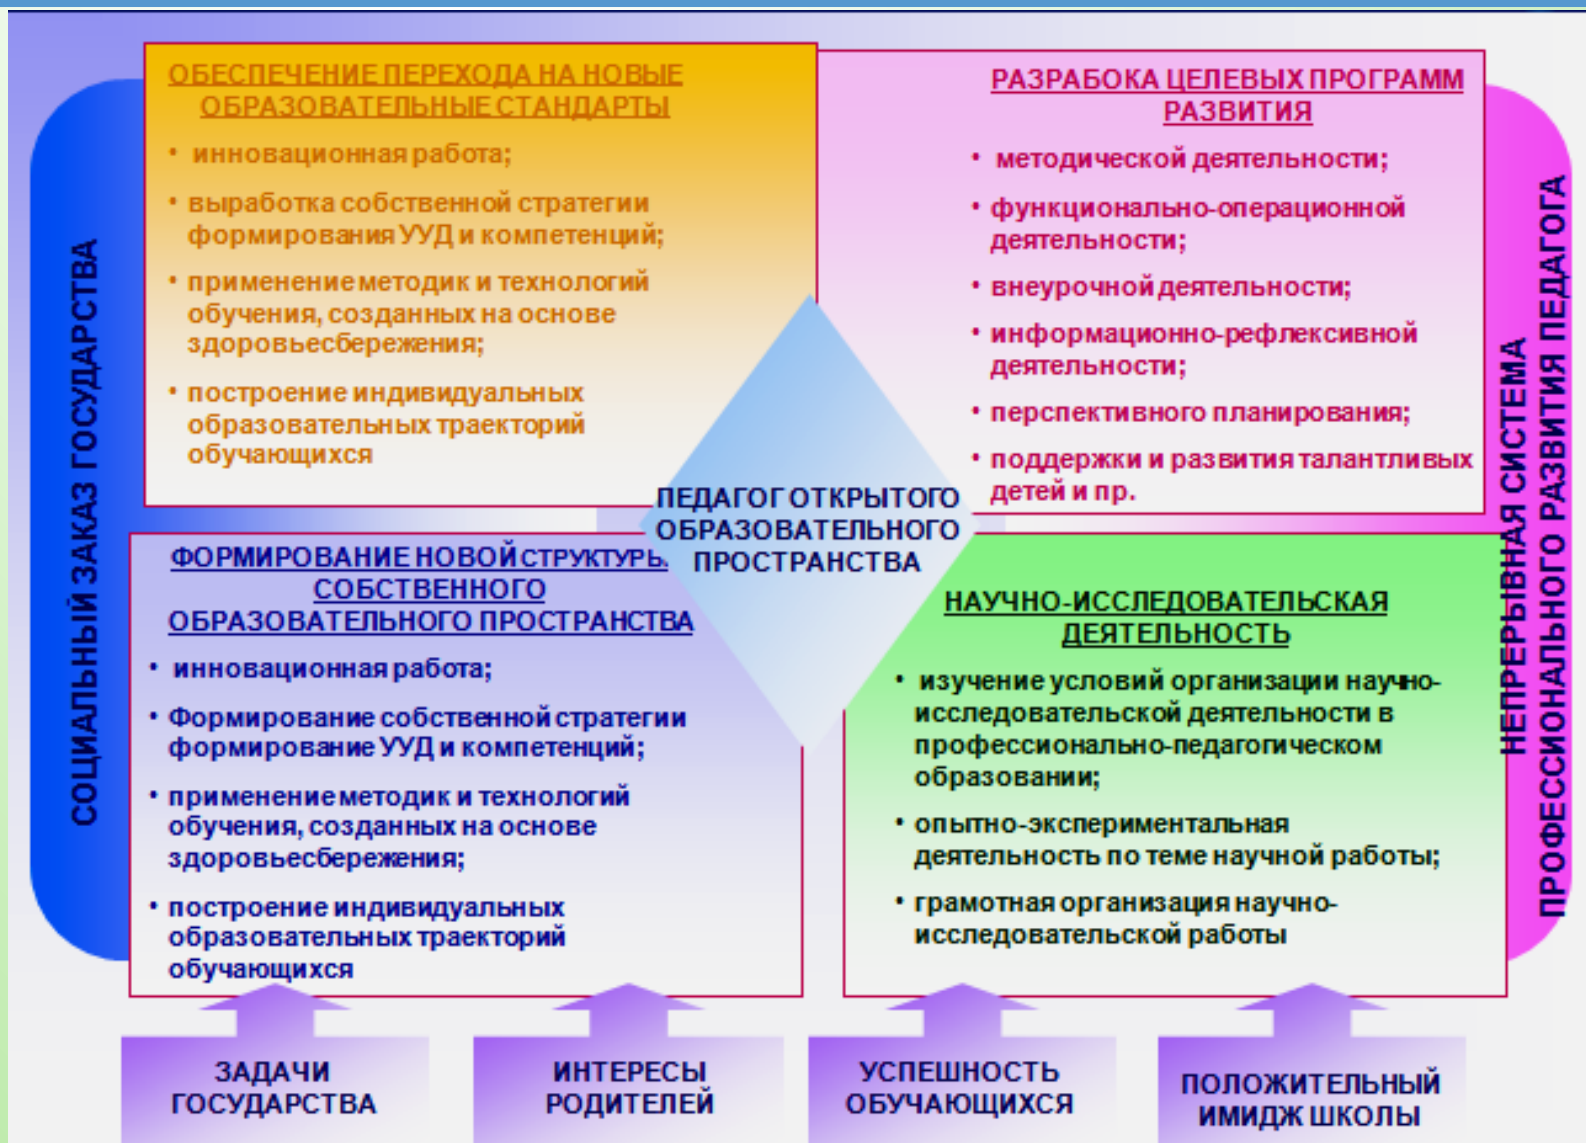 СОЦИАЛЬНЫЙ ЗАКАЗ ГОСУДАРСТВА
ОБЕСПЕЧЕНИЕ ПЕРЕХОДА НА НОВЫЕ
ОБРАЗОВАТЕЛЬНЫЕ СТАНДАРТЫ
• инновационная работа;
• выработка собственной стратегии
формирования УУД и компетенций;
• применение методик и технологий
обучения, созданных на основе
здоровьесбережения;
• построение индивидуальных
образовательных траекторий
обучающихся
РАЗРАБОКА ЦЕЛЕВЫХ ПРОГРАММ
РАЗВИТИЯ
• методической деятельности;
• функционально-операционной
деятельности;
• внеурочной деятельности;
• информационно-рефлексивной
деятельности;
• перспективного планирования;
• поддержки и развития талантливых
детей и пр.
ПЕДАГОГ ОТКРЫТОГО
ОБРАЗОВАТЕЛЬНОГО
ПРОСТРАНСТВА
ФОРМИРОВАНИЕ НОВОЙ СТРУКТУРЫ
СОБСТВЕННОГО
ОБРАЗОВАТЕЛЬНОГО ПРОСТРАНСТВА
• инновационная работа;
• Формирование собственной стратегии
формирование УУД и компетенций;
• применение методик и технологий
обучения, созданных на основе
здоровьесбережения;
• построение индивидуальных
образовательных траекторий
обучающихся
НАУЧНО-ИССЛЕДОВАТЕЛЬСКАЯ
ДЕЯТЕЛЬНОСТЬ
• изучение условий организации научно-
исследовательской деятельности в
профессионально-педагогическом
образовании;
• опытно-экспериментальная
деятельность по теме научной работы;
• грамотная организация научно-
исследовательской работы
НЕПРЕРЫВНАЯ СИСТЕМА
ПРОФЕССИОНАЛЬНОГО РАЗВИТИЯ ПЕДАГОГА
ЗАДАЧИ
ГОСУДАРСТВА
ИНТЕРЕСЫ
РОДИТЕЛЕЙ
УСПЕШНОСТЬ
ОБУЧАЮЩИХСЯ
ПОЛОЖИТЕЛЬНЫЙ
ИМИДЖ ШКОЛЫ